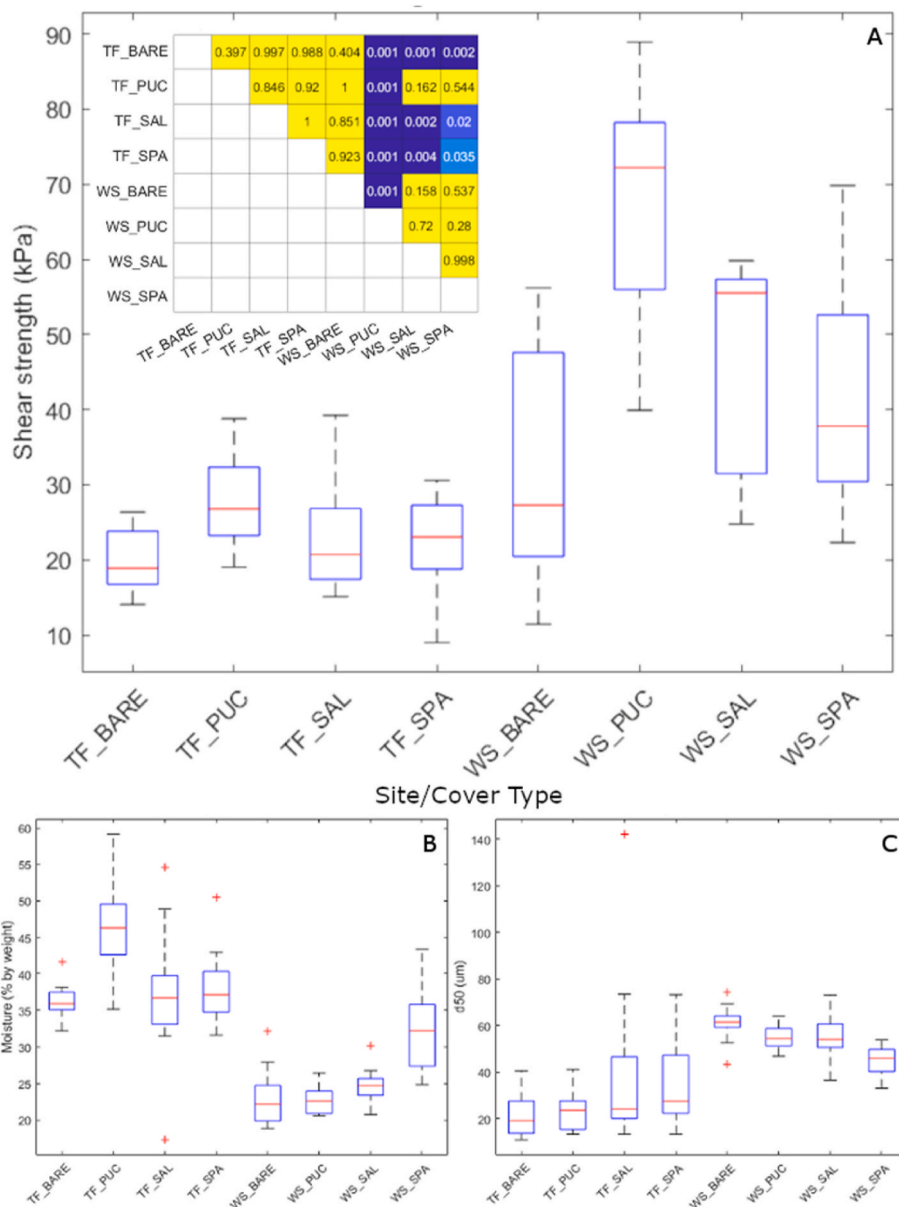 A
TF_BARE 0.397 0.997 0.988 0.404 0.001 0.001 0.002
TF_PUC 0.846 0.92 1 0.001 0.162 0.544
TF_SAL 1 0.851 0.001 0.002 0.02
TF_SPA 0.923 0.001 0.004 0.035
WS_BARE 0.001 0.158 0.537
WS_PUC 0.72 0.28
WS_SAL 0.998
WS_SPA
TF_BARE TF_PUC TF_SAL TF_SPA WS_BARE WS_PUC WS_SAL WS_SPA
Shear strength (kPa)
90
80
70
60
50
40
30
20
10
TF_BARE TF_PUC TF_SAL TF_SPA WS_BARE WS_PUC WS_SAL WS_SPA
Site/Cover Type
B
Moisture (% by weight)
60
55
50
45
40
35
30
25
20
TF_BARE TF_PUC TF_SAL TF_SPA WS_BARE WS_PUC WS_SAL WS_SPA
C
d50 (um)
140
120
100
80
60
40
20
TF_BARE TF_PUC TF_SAL TF_SPA WS_BARE WS_PUC WS_SAL WS_SPA